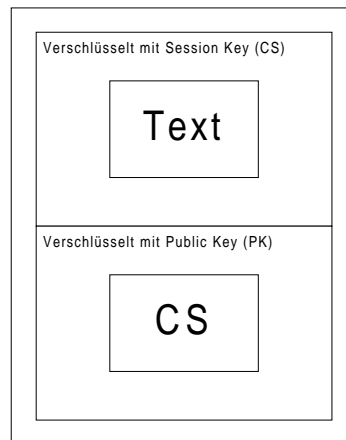 Verschlüsselt mit Session Key (CS)
Text
Verschlüsselt mit Public Key (PK)
CS